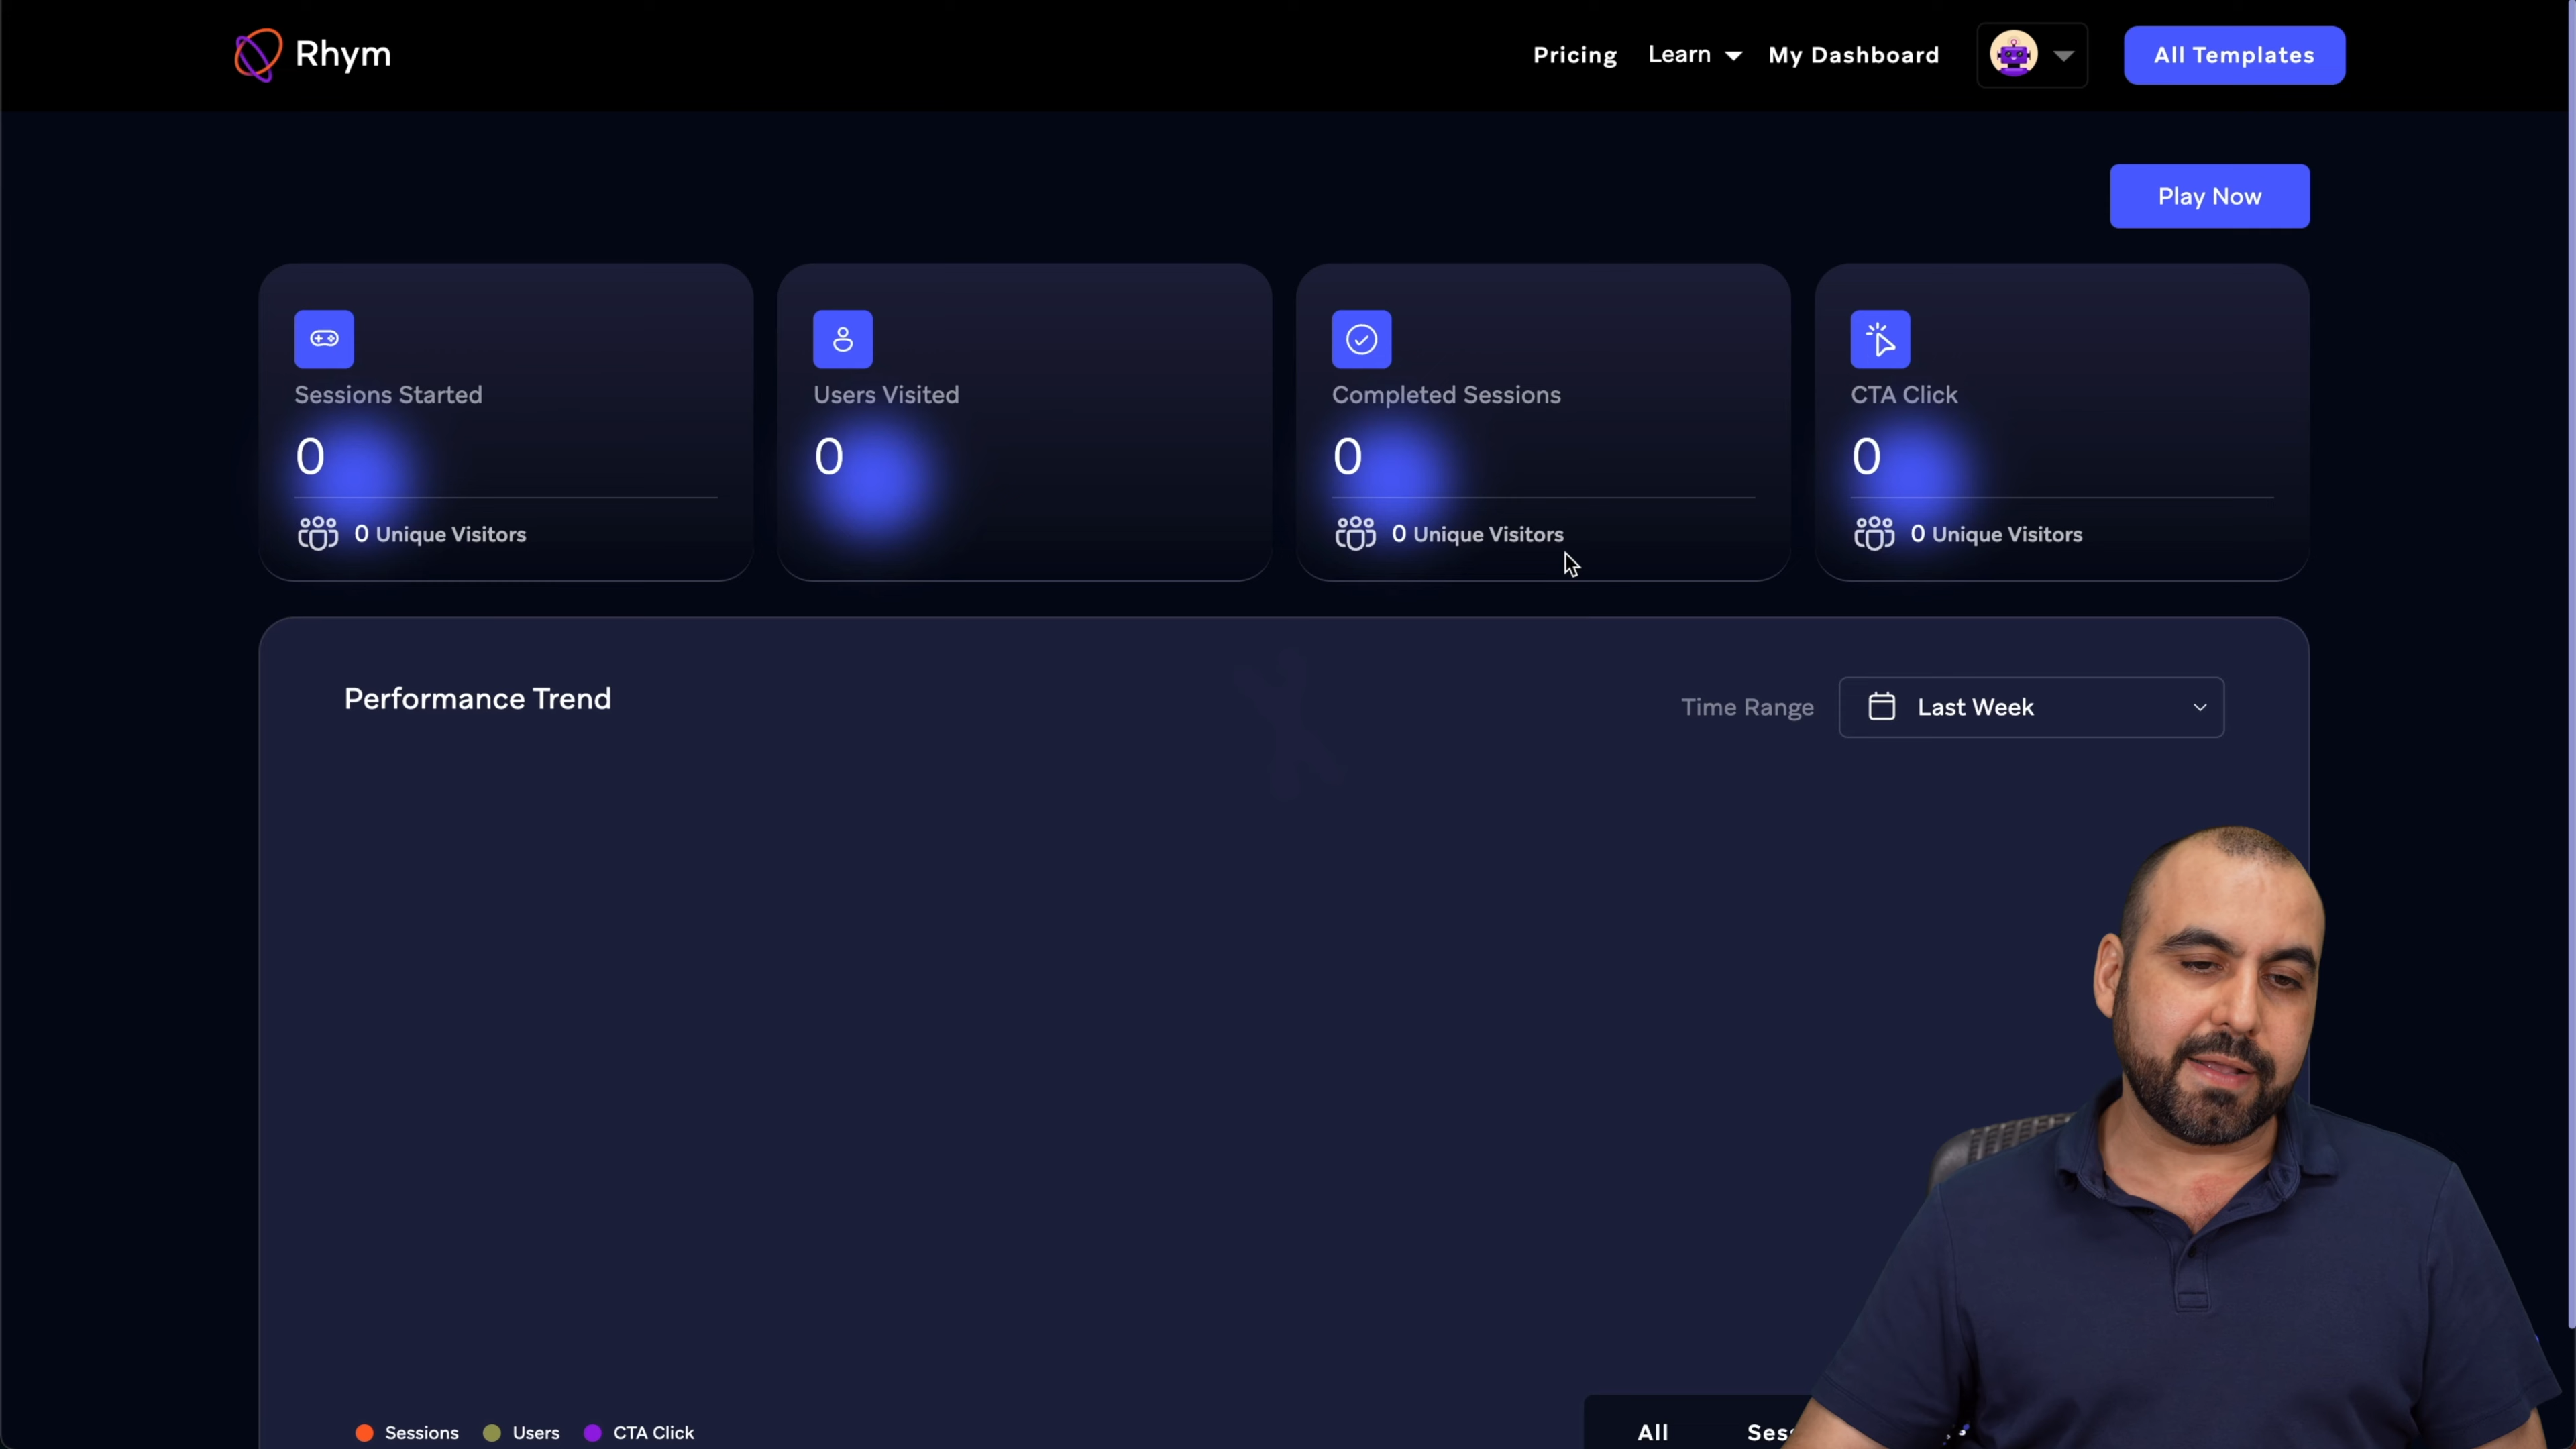 Rhym
Pricing Learn My Dashboard All Templates
Play Now
Sessions Started
0
0 Unique Visitors
Users Visited
0
Completed Sessions
0
0 Unique Visitors
CTA Click
0
0 Unique Visitors
Performance Trend
Time Range Last Week
Sessions Users CTA Click
All